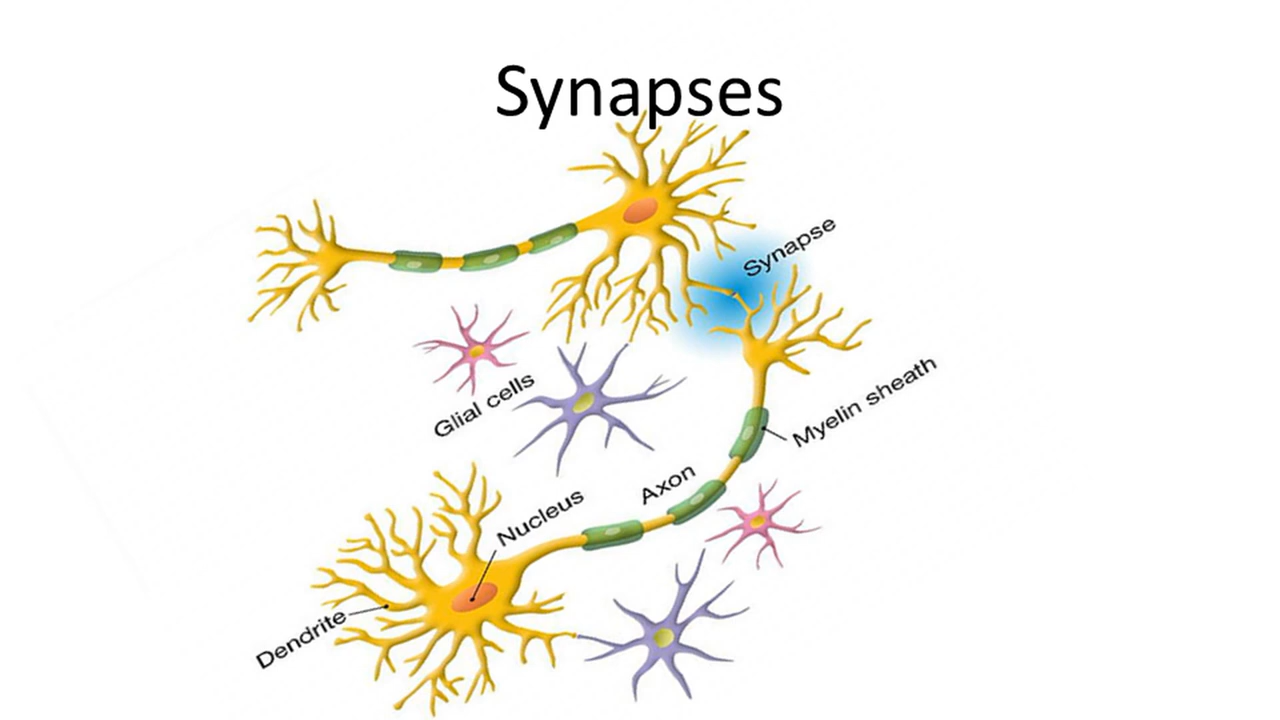 Synapses
Synapse
Glial cells
Myelin sheath
Axon
Nucleus
Dendrite